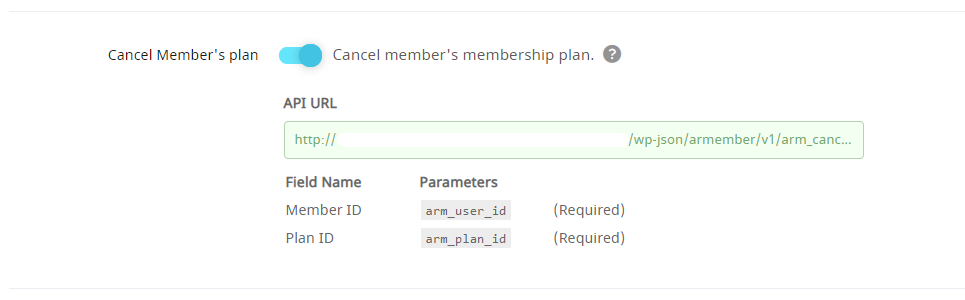 Cancel Member's plan Cancel member's membership plan. ?
API URL
http:// /wp-json/armember/v1/arm_canc...
Field Name Parameters
Member ID arm_user_id (Required)
Plan ID arm_plan_id (Required)